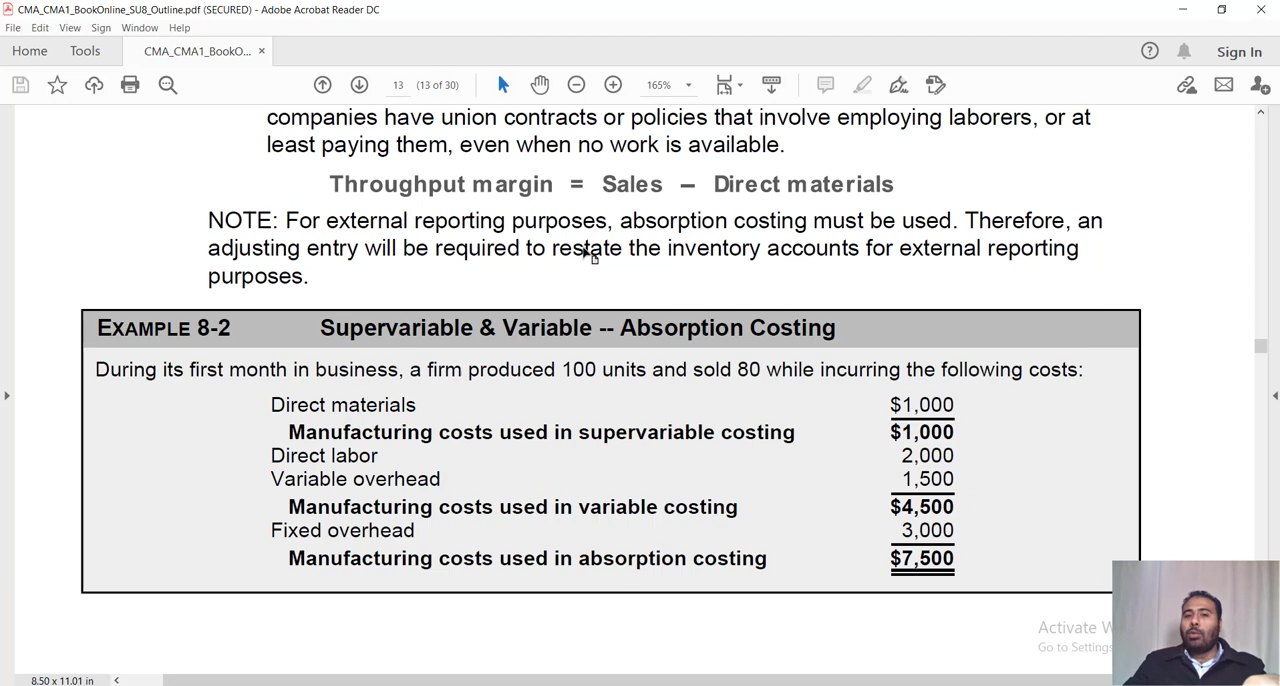 CMA_CMA1_BookOnline_SU8_Outline.pdf (SECURED) - Adobe Acrobat Reader DC
File Edit View Sign Window Help
Home Tools CMA_CMA1_BookO... × Sign In
13 (13 of 30) 165%
companies have union contracts or policies that involve employing laborers, or at
least paying them, even when no work is available.
Throughput margin = Sales – Direct materials
NOTE: For external reporting purposes, absorption costing must be used. Therefore, an
adjusting entry will be required to restate the inventory accounts for external reporting
purposes.
EXAMPLE 8-2 Supervariable & Variable -- Absorption Costing
During its first month in business, a firm produced 100 units and sold 80 while incurring the following costs:
Direct materials $1,000
Manufacturing costs used in supervariable costing $1,000
Direct labor 2,000
Variable overhead 1,500
Manufacturing costs used in variable costing $4,500
Fixed overhead 3,000
Manufacturing costs used in absorption costing $7,500
Activate W
Go to Settings
8.50 x 11.01 in